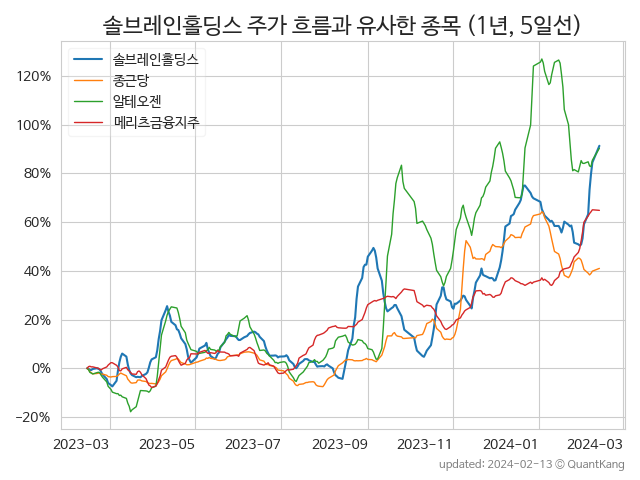 솔브레인홀딩스 주가 흐름과 유사한 종목 (1년, 5일선)
솔브레인홀딩스
종근당
알테오젠
메리츠금융지주
120%
100%
80%
60%
40%
20%
0%
−20%
2023-03 2023-05 2023-07 2023-09 2023-11 2024-01 2024-03
updated: 2024-02-13 © QuantKang